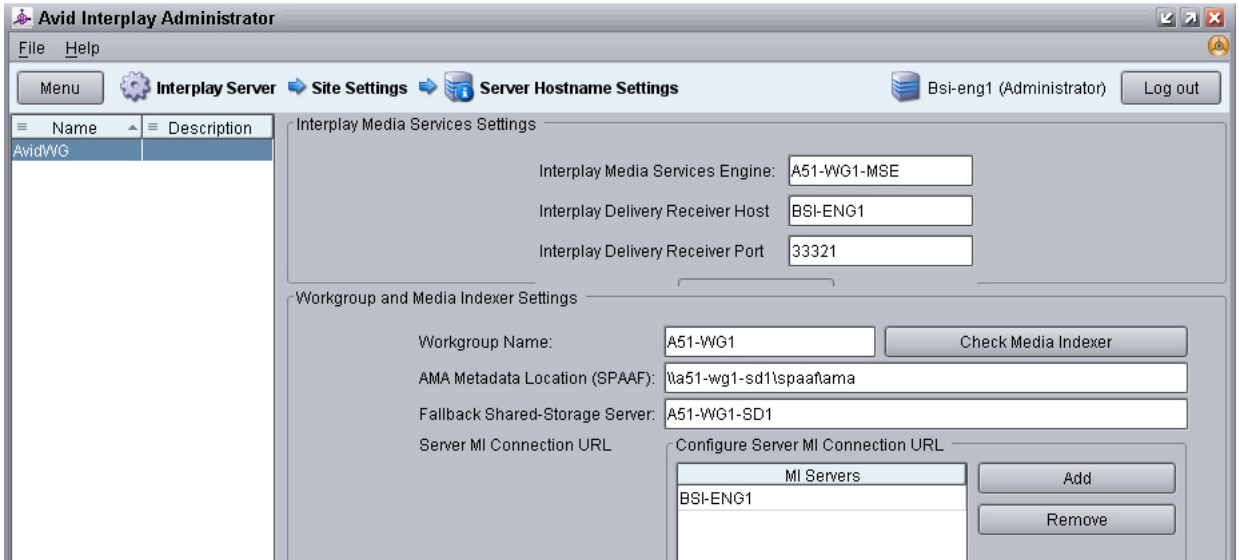 Avid Interplay Administrator
File Help
Menu Interplay Server Site Settings Server Hostname Settings Bsi-eng1 (Administrator) Log out
Name Description
AvidWG
Interplay Media Services Settings
Interplay Media Services Engine: A51-WG1-MSE
Interplay Delivery Receiver Host BSI-ENG1
Interplay Delivery Receiver Port 33321
Workgroup and Media Indexer Settings
Workgroup Name: A51-WG1 Check Media Indexer
AMA Metadata Location (SPAAF): \\a51-wg1-sd1\spaaf\ama
Fallback Shared-Storage Server: A51-WG1-SD1
Server MI Connection URL Configure Server MI Connection URL
MI Servers Add
BSI-ENG1
Remove